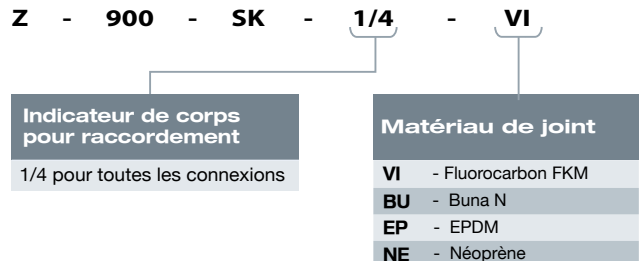 Z - 900 - SK - 1/4 - VI
Indicateur de corps
pour raccordement
1/4 pour toutes les connexions
Matériau de joint
VI - Fluorocarbon FKM
BU - Buna N
EP - EPDM
NE - Néoprène